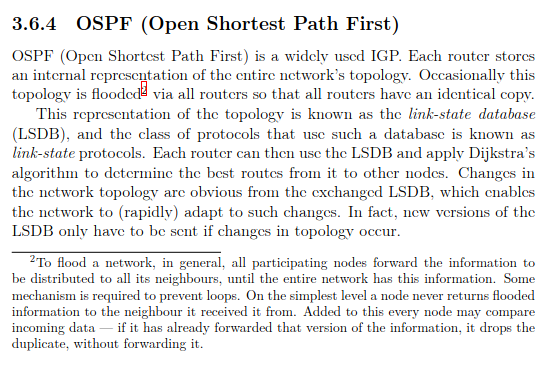 3.6.4 OSPF (Open Shortest Path First)
OSPF (Open Shortest Path First) is a widely used IGP. Each router stores
an internal representation of the entire network's topology. Occasionally this
topology is flooded2 via all routers so that all routers have an identical copy.
This representation of the topology is known as the link-state database
(LSDB), and the class of protocols that use such a database is known as
link-state protocols. Each router can then use the LSDB and apply Dijkstra's
algorithm to determine the best routes from it to other nodes. Changes in
the network topology are obvious from the exchanged LSDB, which enables
the network to (rapidly) adapt to such changes. In fact, new versions of the
LSDB only have to be sent if changes in topology occur.
2To flood a network, in general, all participating nodes forward the information to
be distributed to all its neighbours, until the entire network has this information. Some
mechanism is required to prevent loops. On the simplest level a node never returns flooded
information to the neighbour it received it from. Added to this every node may compare
incoming data — if it has already forwarded that version of the information, it drops the
duplicate, without forwarding it.